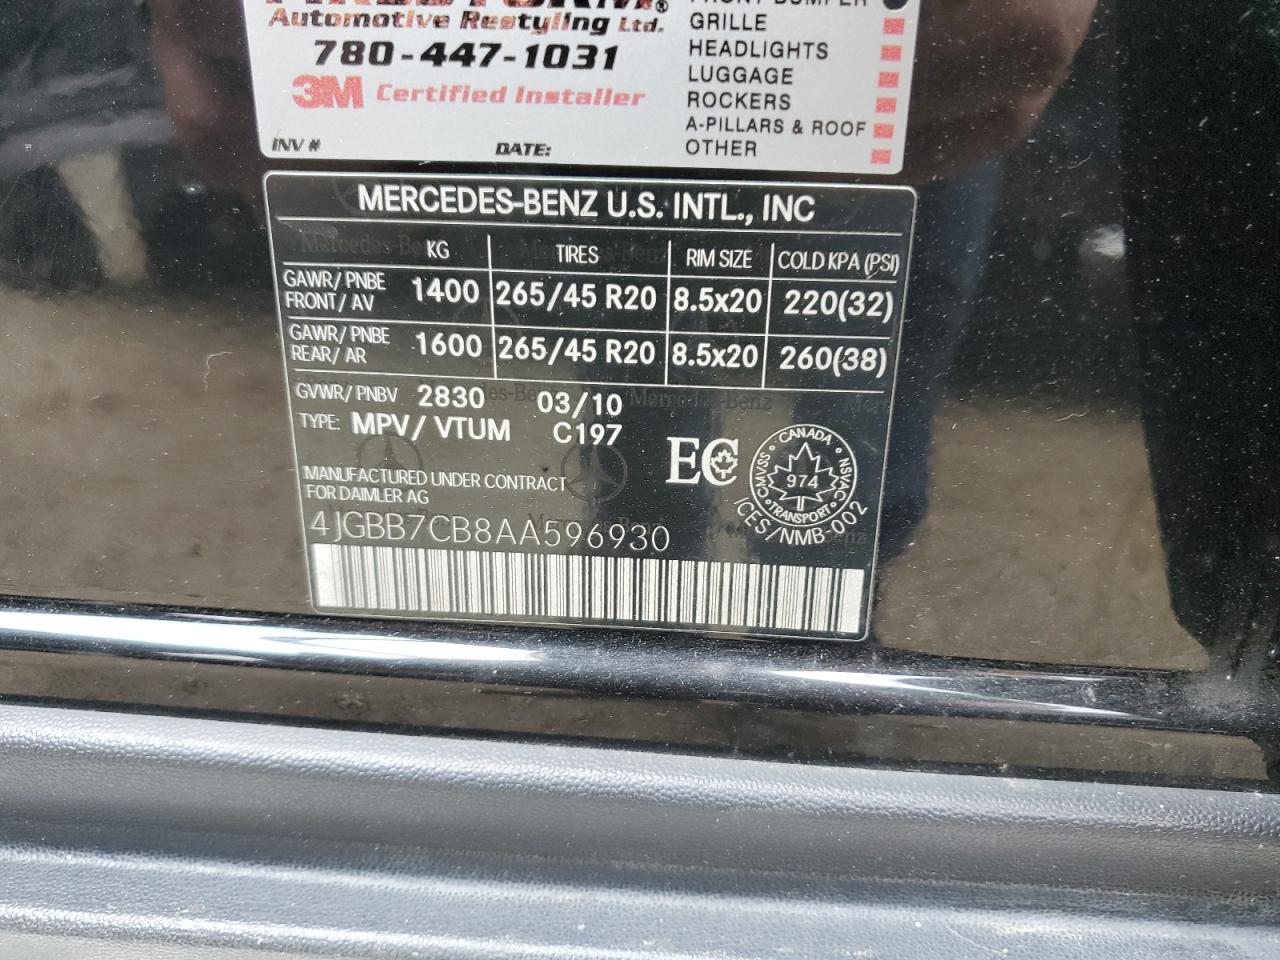 Automotive Restyling Ltd.
780-447-1031
3M Certified Installer
INV #
DATE:
FRONT BUMPER
GRILLE
HEADLIGHTS
LUGGAGE
ROCKERS
A-PILLARS & ROOF
OTHER
MERCEDES-BENZ U.S. INTL., INC
KG TIRES RIM SIZE COLD KPA (PSI)
GAWR/ PNBE FRONT/ AV 1400 265/45 R20 8.5x20 220(32)
GAWR/ PNBE REAR/ AR 1600 265/45 R20 8.5x20 260(38)
GVWR/ PNBV 2830 03/10
TYPE: MPV/ VTUM C197
EC
CANADA
CMVSS NSVAC
974
TRANSPORT
ICES/NMB-002
MANUFACTURED UNDER CONTRACT
FOR DAIMLER AG
4JGBB7CB8AA596930